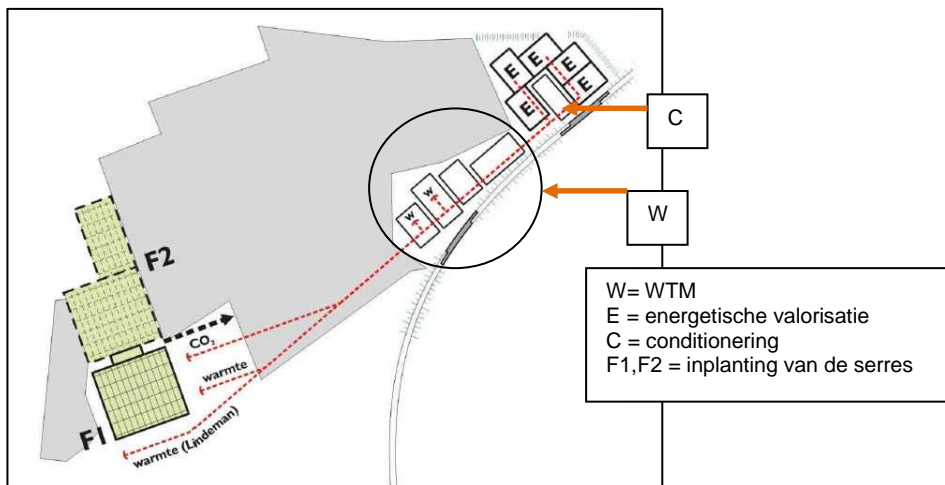 E
E
E
E
E
C
W
W
W
F2
CO₂
warmte
F1
warmte (Lindeman)
W= WTM
E = energetische valorisatie
C = conditionering
F1,F2 = inplanting van de serres